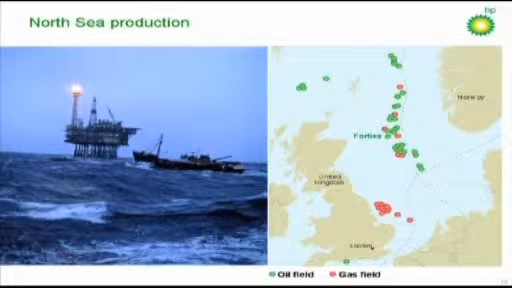 bp
North Sea production
Norway
Forties
United
Kingdom
London
Oil field
Gas field